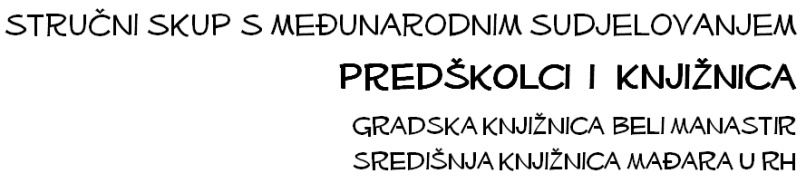 STRUČNI SKUP S MEĐUNARODNIM SUDJELOVANJEM
PREDŠKOLCI I KNJIŽNICA
GRADSKA KNJIŽNICA BELI MANASTIR
SREDIŠNJA KNJIŽNICA MAĐARA U RH